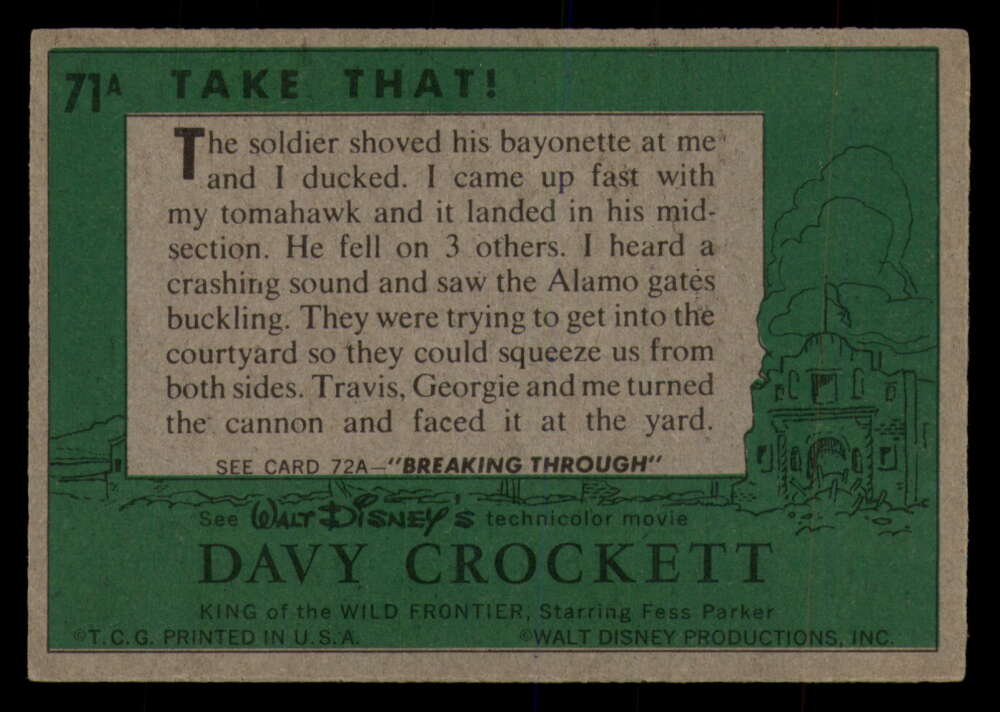 71A TAKE THAT!
The soldier shoved his bayonette at me
and I ducked. I came up fast with
my tomahawk and it landed in his mid-
section. He fell on 3 others. I heard a
crashing sound and saw the Alamo gates
buckling. They were trying to get into the
courtyard so they could squeeze us from
both sides. Travis, Georgie and me turned
the cannon and faced it at the yard.
SEE CARD 72A—"BREAKING THROUGH"
See WALT DISNEY'S technicolor movie
DAVY CROCKETT
KING of the WILD FRONTIER, Starring Fess Parker
©T.C.G. PRINTED IN U.S.A. ©WALT DISNEY PRODUCTIONS, INC.